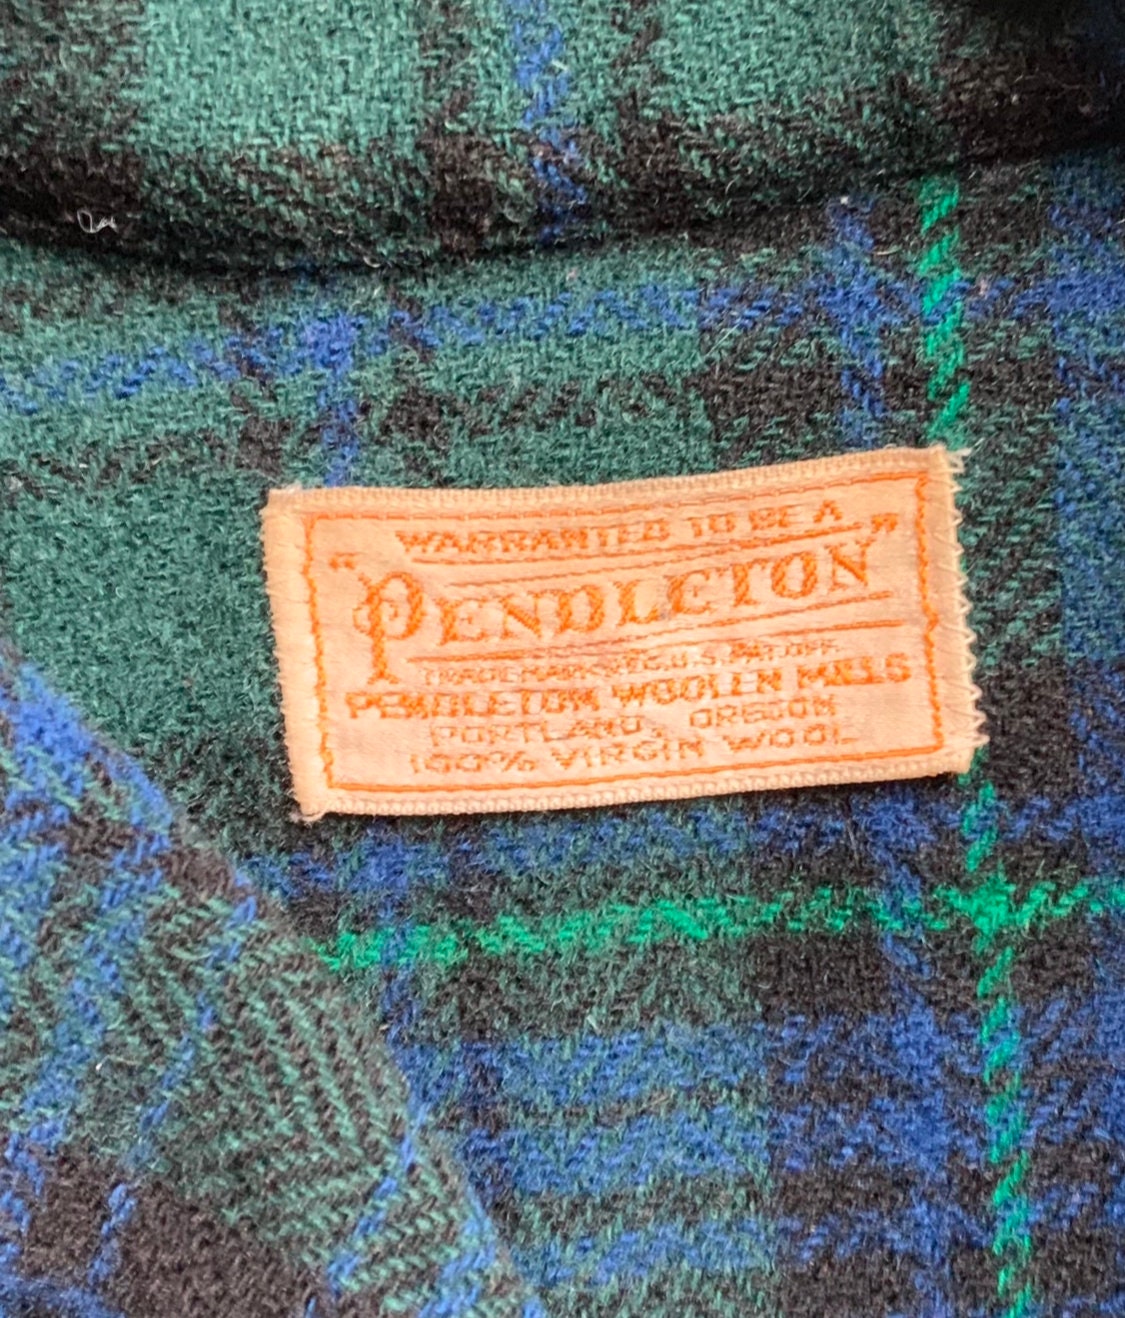 WARRANTED TO BE A
"PENDLETON"
TRADE MARK REG. U.S. PAT. OFF.
PENDLETON WOOLEN MILLS
PORTLAND, OREGON
100% VIRGIN WOOL